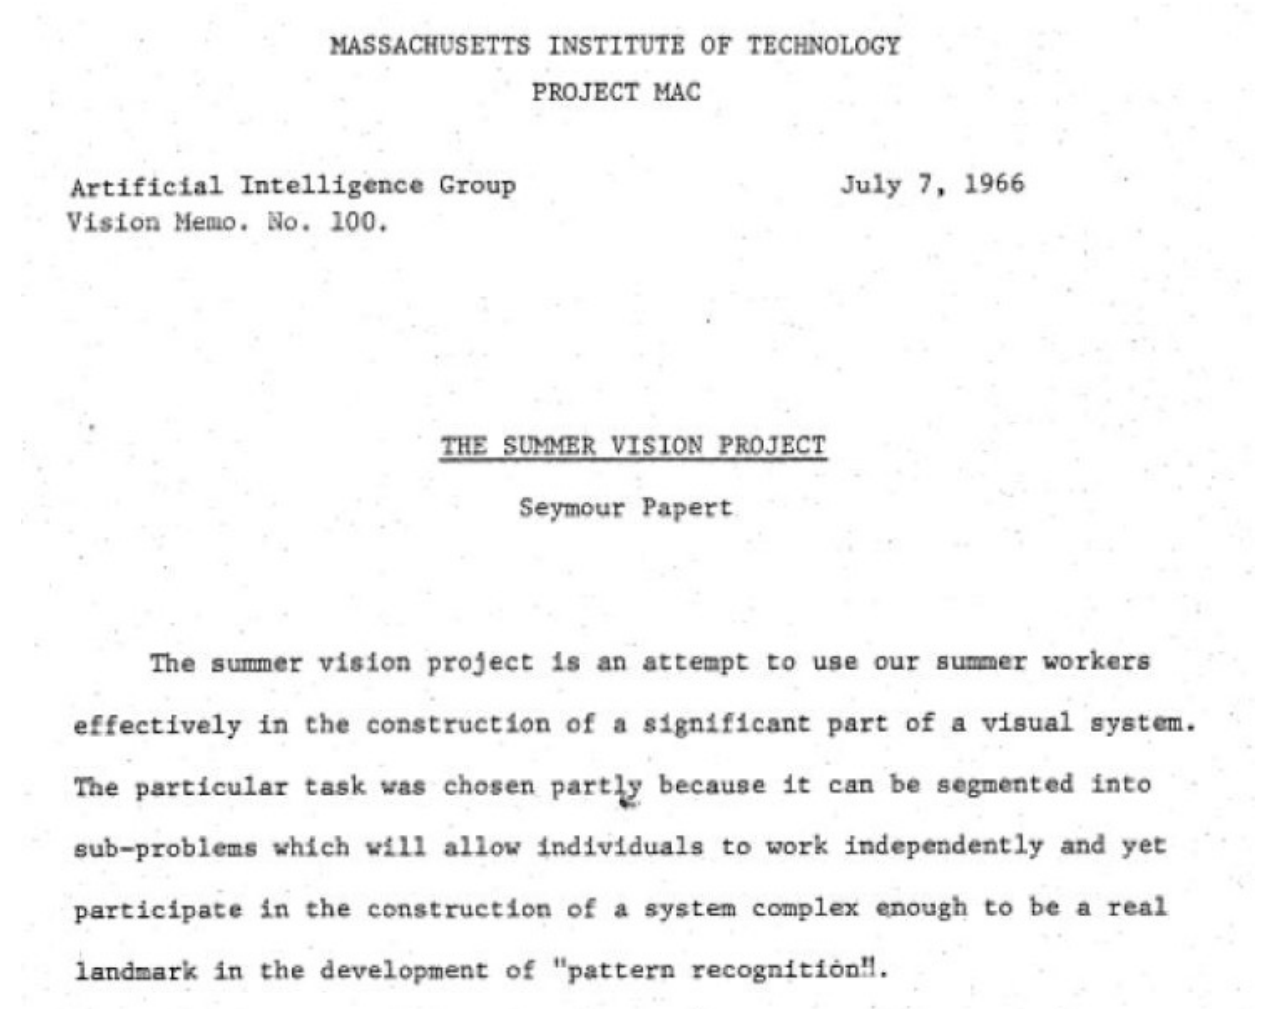 MASSACHUSETTS INSTITUTE OF TECHNOLOGY
PROJECT MAC
Artificial Intelligence Group July 7, 1966
Vision Memo. No. 100.
THE SUMMER VISION PROJECT
Seymour Papert
The summer vision project is an attempt to use our summer workers
effectively in the construction of a significant part of a visual system.
The particular task was chosen partly because it can be segmented into
sub-problems which will allow individuals to work independently and yet
participate in the construction of a system complex enough to be a real
landmark in the development of "pattern recognition".